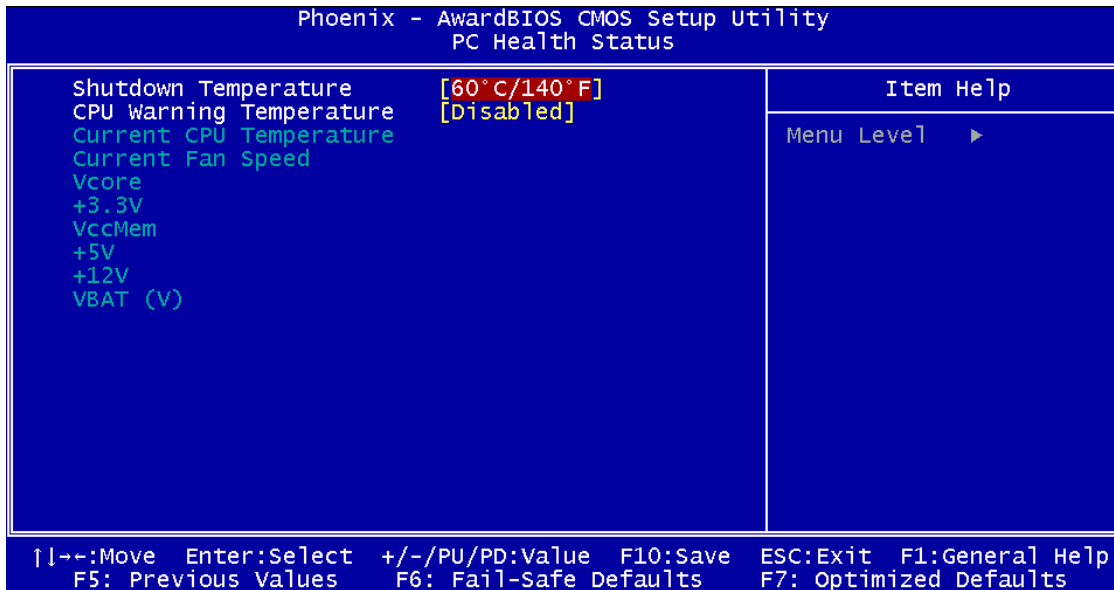 Phoenix - AwardBIOS CMOS Setup Utility
PC Health Status
Shutdown Temperature [60°C/140°F]
CPU Warning Temperature [Disabled]
Current CPU Temperature
Current Fan Speed
Vcore
+3.3V
VccMem
+5V
+12V
VBAT (V)
Item Help
Menu Level ▶
↑↓→←:Move Enter:Select +/-/PU/PD:Value F10:Save ESC:Exit F1:General Help
F5: Previous Values F6: Fail-Safe Defaults F7: Optimized Defaults